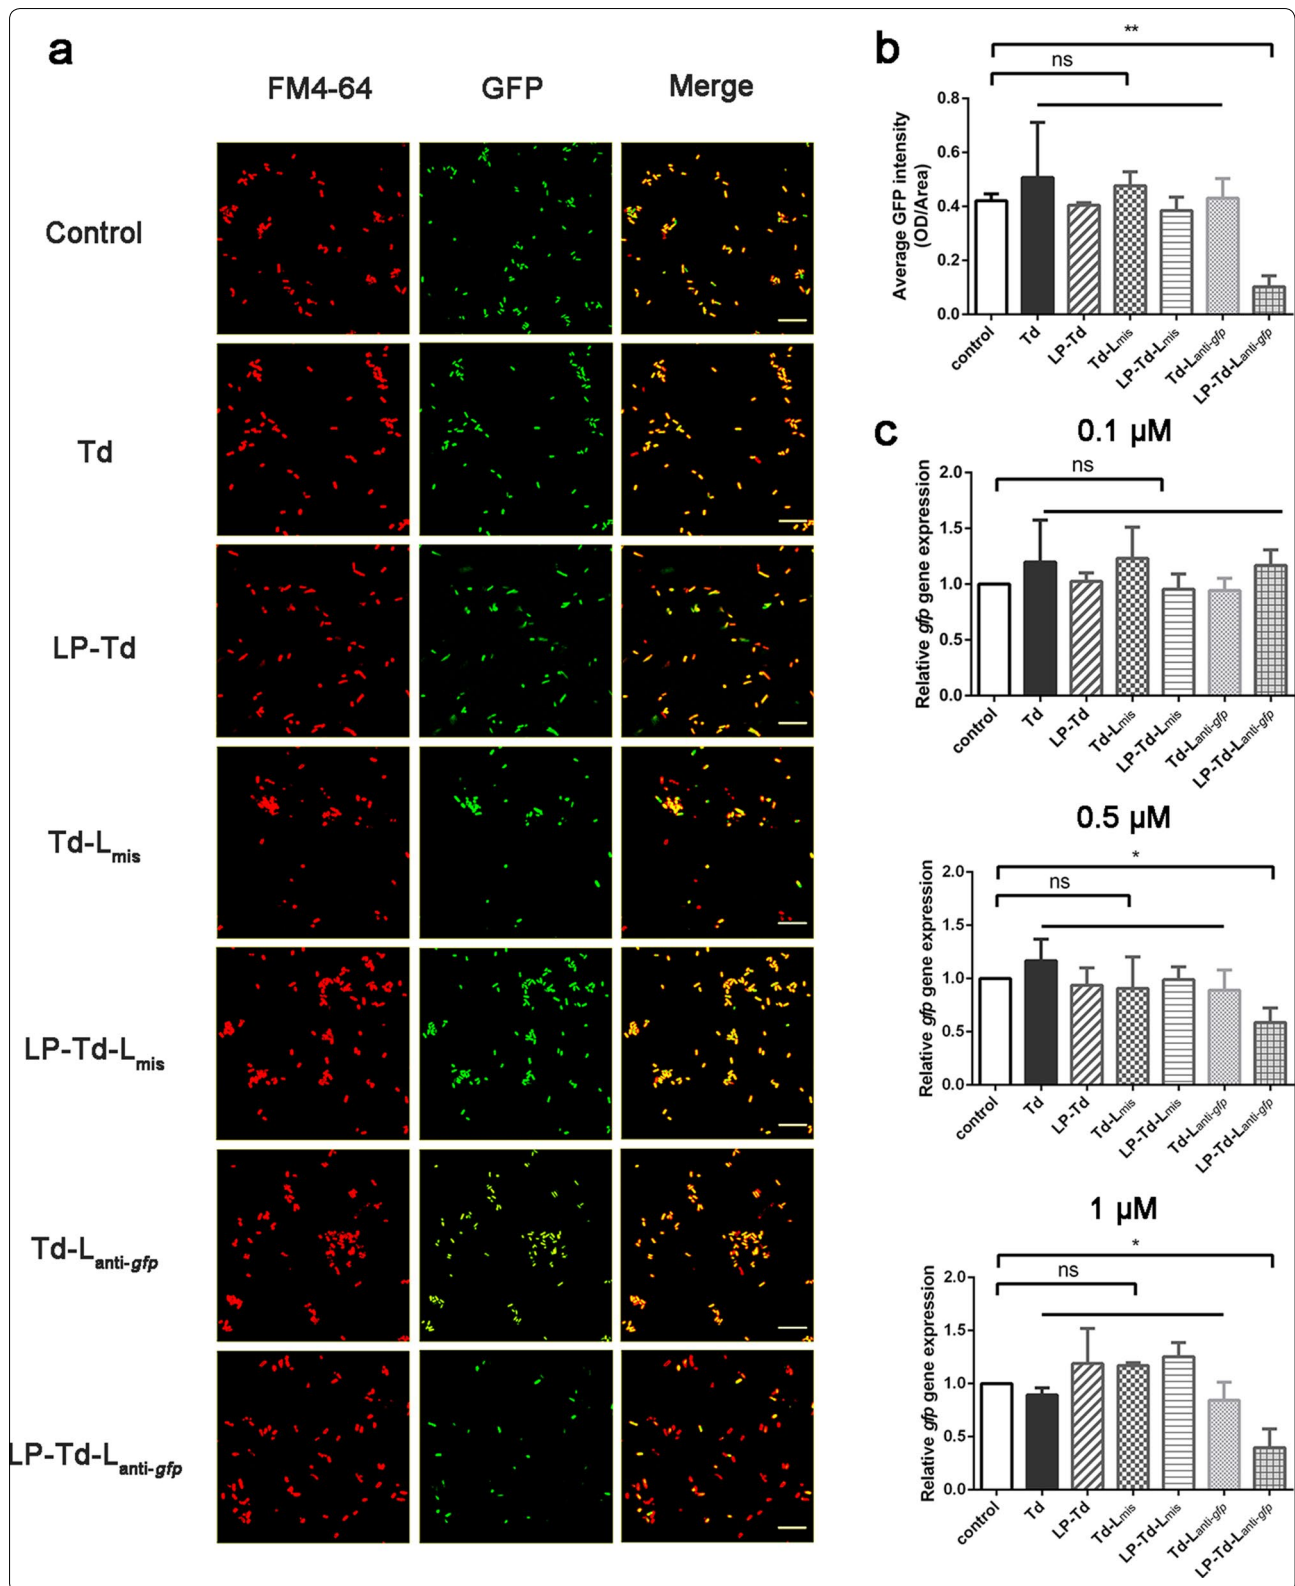 a
FM4-64 GFP Merge
Control
Td
LP-Td
Td-Lmis
LP-Td-Lmis
Td-Lanti-gfp
LP-Td-Lanti-gfp
b
**
ns
Average GFP intensity
(OD/Area)
0.8
0.6
0.4
0.2
0.0
control Td LP-Td Td-Lmis LP-Td-Lmis Td-Lanti-gfp LP-Td-Lanti-gfp
c
0.1 µM
ns
Relative gfp gene expression
2.0
1.5
1.0
0.5
0.0
control Td LP-Td Td-Lmis LP-Td-Lmis Td-Lanti-gfp LP-Td-Lanti-gfp
0.5 µM
*
ns
Relative gfp gene expression
2.0
1.5
1.0
0.5
0.0
control Td LP-Td Td-Lmis LP-Td-Lmis Td-Lanti-gfp LP-Td-Lanti-gfp
1 µM
*
ns
Relative gfp gene expression
2.0
1.5
1.0
0.5
0.0
control Td LP-Td Td-Lmis LP-Td-Lmis Td-Lanti-gfp LP-Td-Lanti-gfp